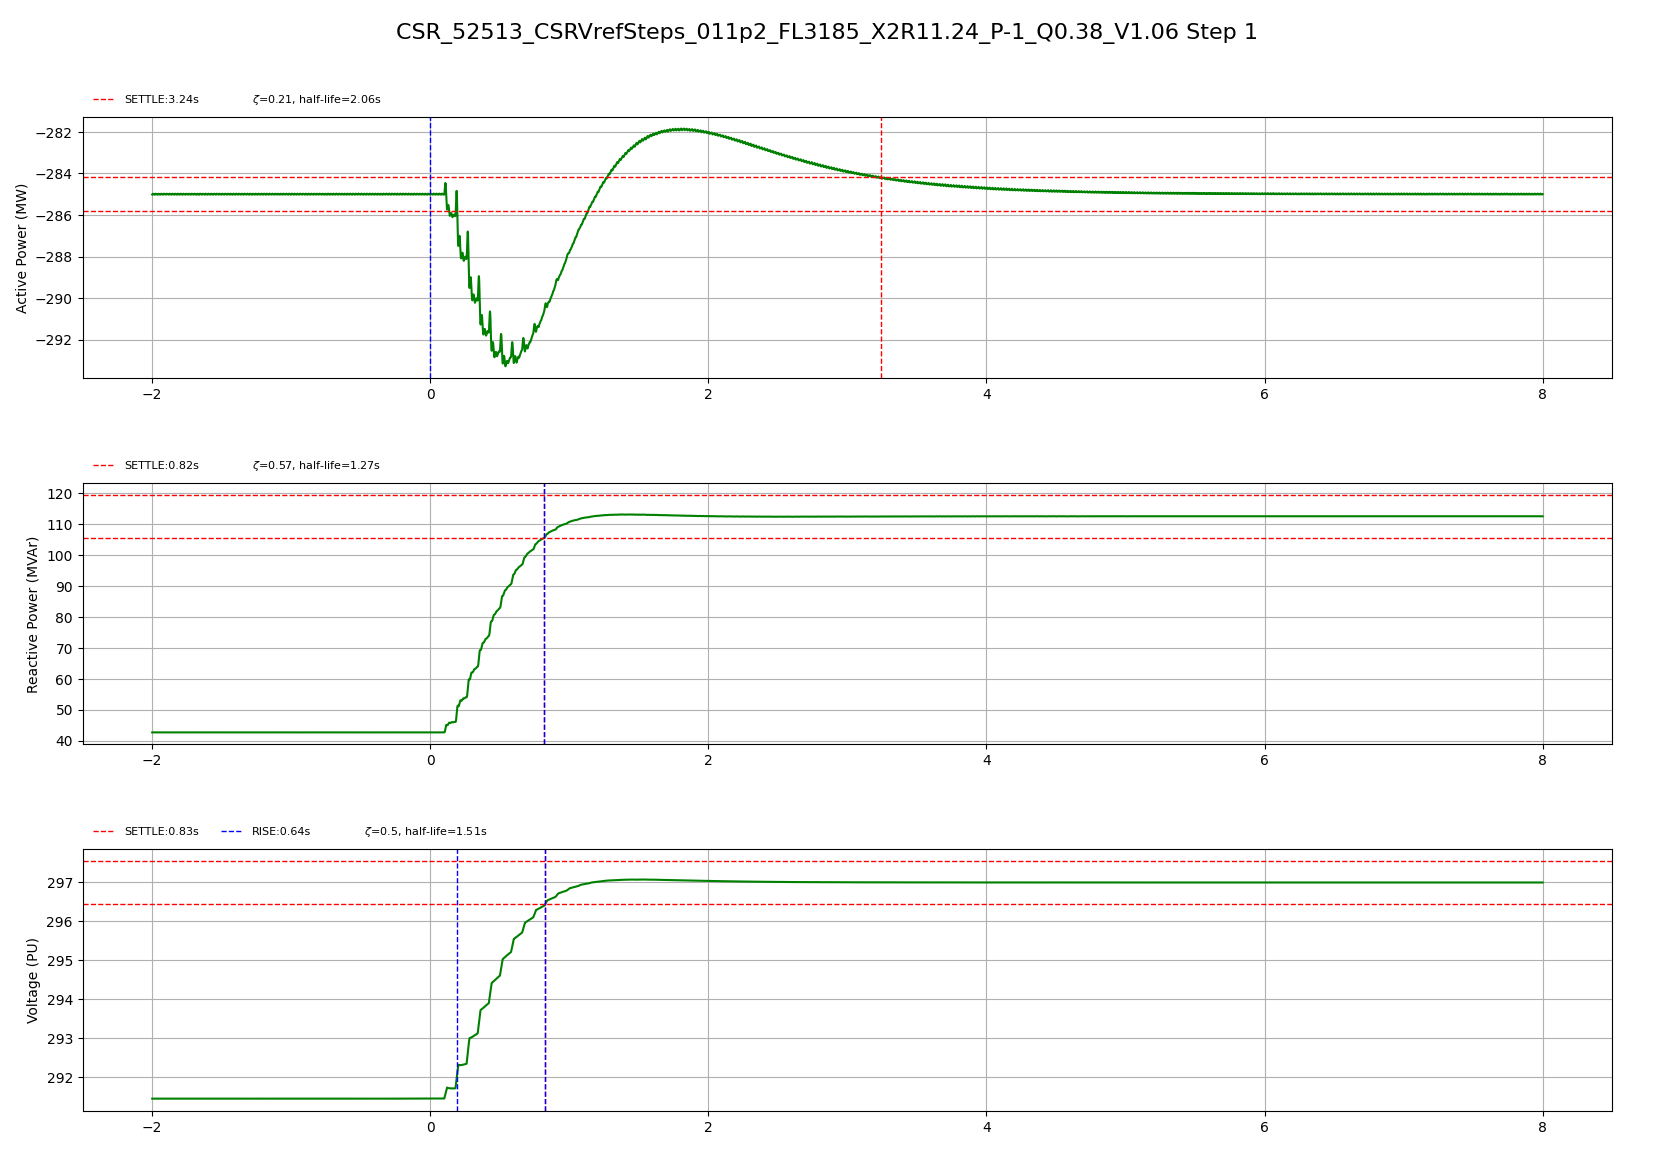 CSR_52513_CSRVrefSteps_011p2_FL3185_X2R11.24_P-1_Q0.38_V1.06 Step 1
SETTLE:3.24s ζ=0.21, half-life=2.06s
Active Power (MW)
−282
−284
−286
−288
−290
−292
−2 0 2 4 6 8
SETTLE:0.82s ζ=0.57, half-life=1.27s
Reactive Power (MVAr)
120
110
100
90
80
70
60
50
40
−2 0 2 4 6 8
SETTLE:0.83s RISE:0.64s ζ=0.5, half-life=1.51s
Voltage (PU)
297
296
295
294
293
292
−2 0 2 4 6 8